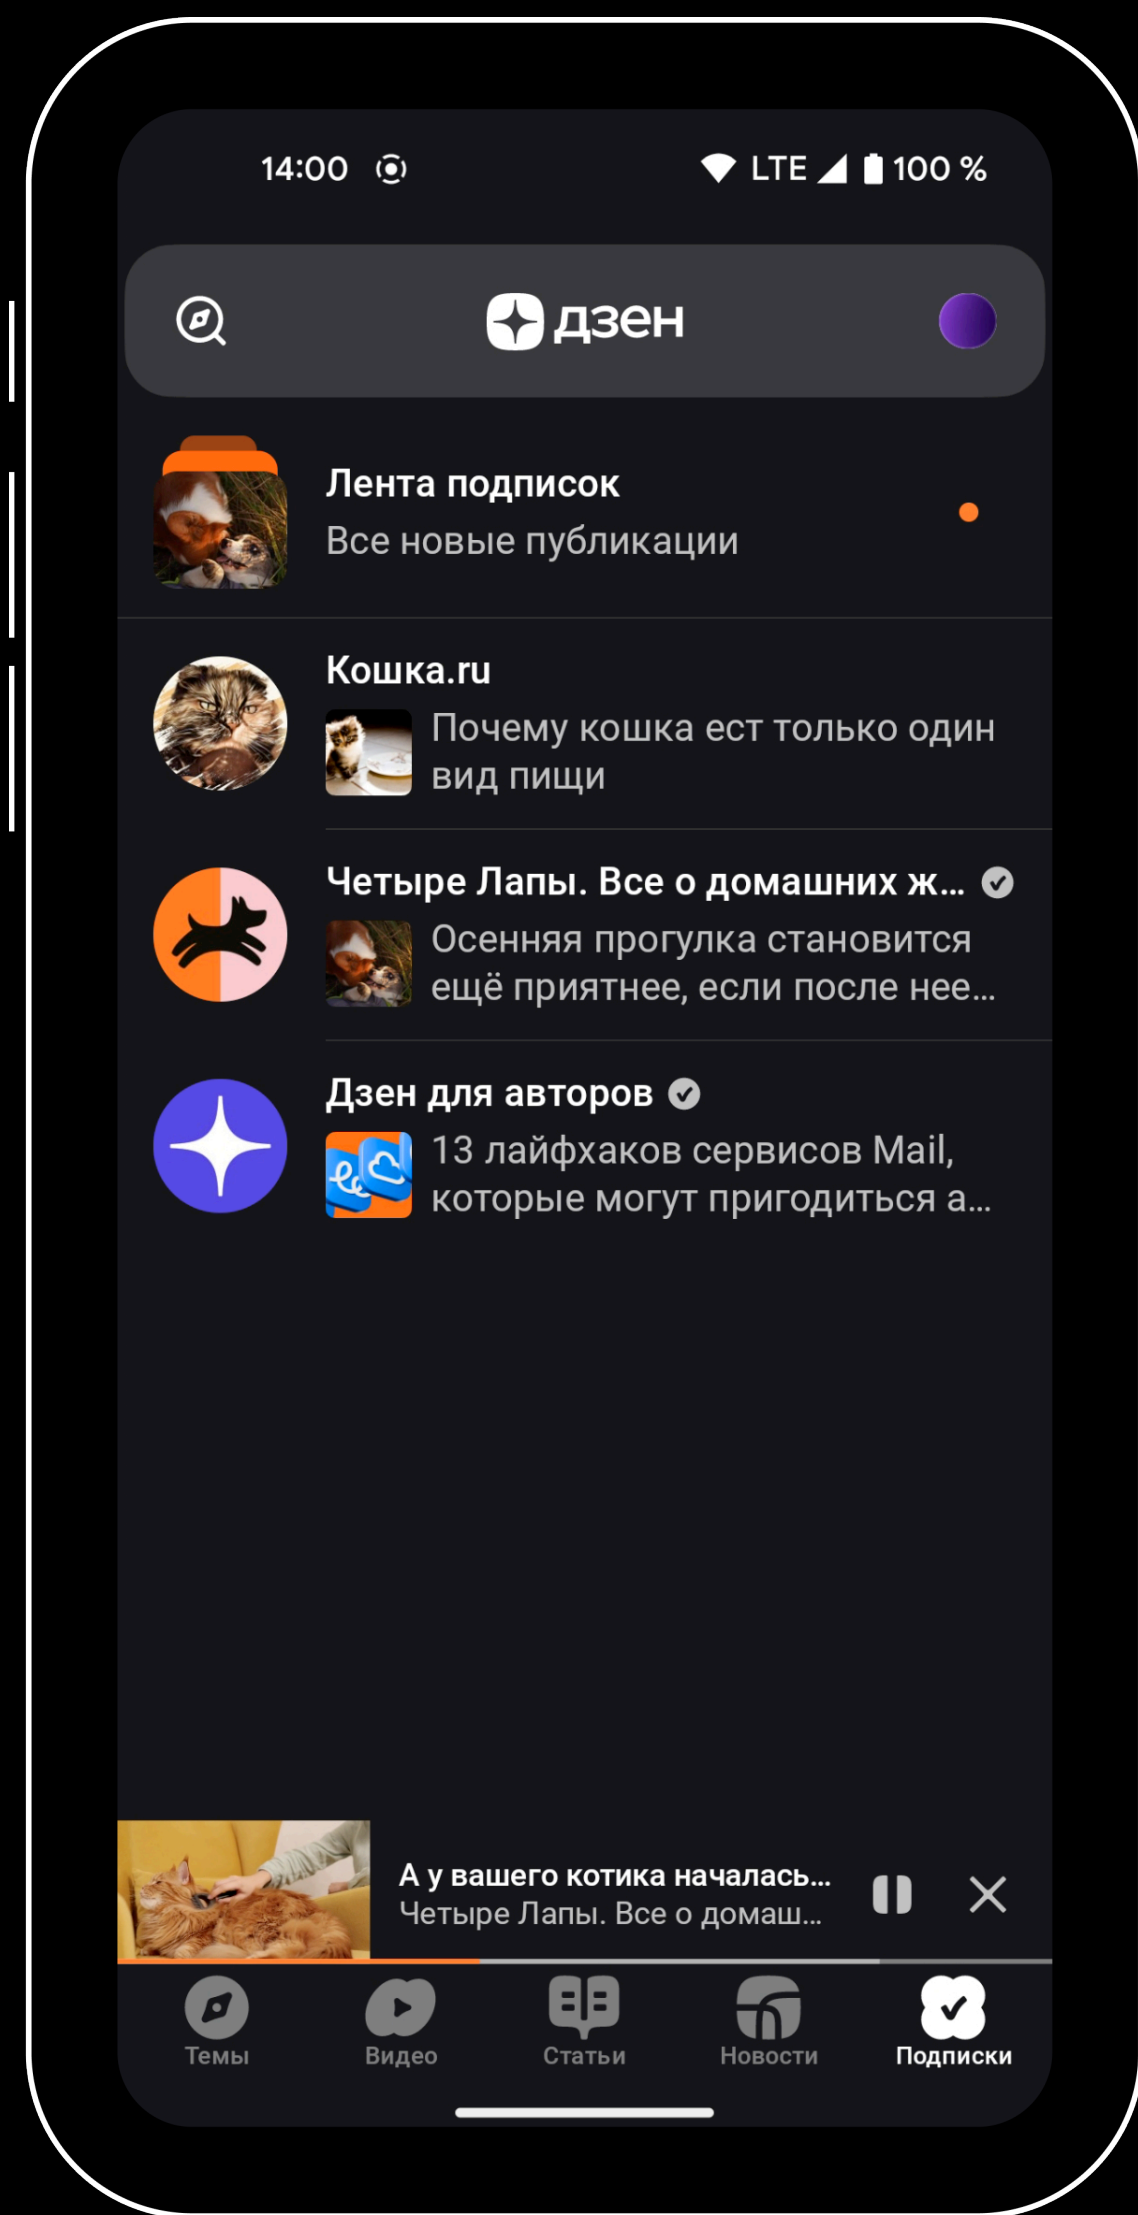 14:00 LTE 100 %
дзен
Лента подписок
Все новые публикации
Кошка.ru
Почему кошка ест только один
вид пищи
Четыре Лапы. Все о домашних ж...
Осенняя прогулка становится
ещё приятнее, если после нее...
Дзен для авторов
13 лайфхаков сервисов Mail,
которые могут пригодиться а...
А у вашего котика началась...
Четыре Лапы. Все о домаш...
Темы Видео Статьи Новости Подписки